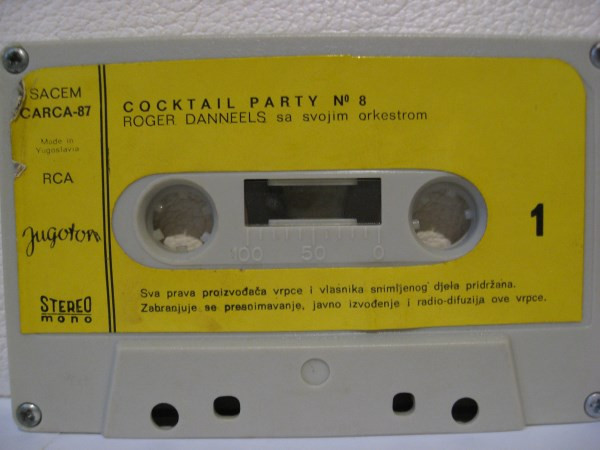 SACEM
CARCA-87
Made in
Yugoslavia
RCA
Jugoton
STEREO
mono
COCKTAIL PARTY Nº 8
ROGER DANNEELS sa svojim orkestrom
1
100 50 0
Sva prava proizvođača vrpce i vlasnika snimljenog djela pridržana.
Zabranjuje se presnimavanje, javno izvođenje i radio-difuzija ove vrpce.